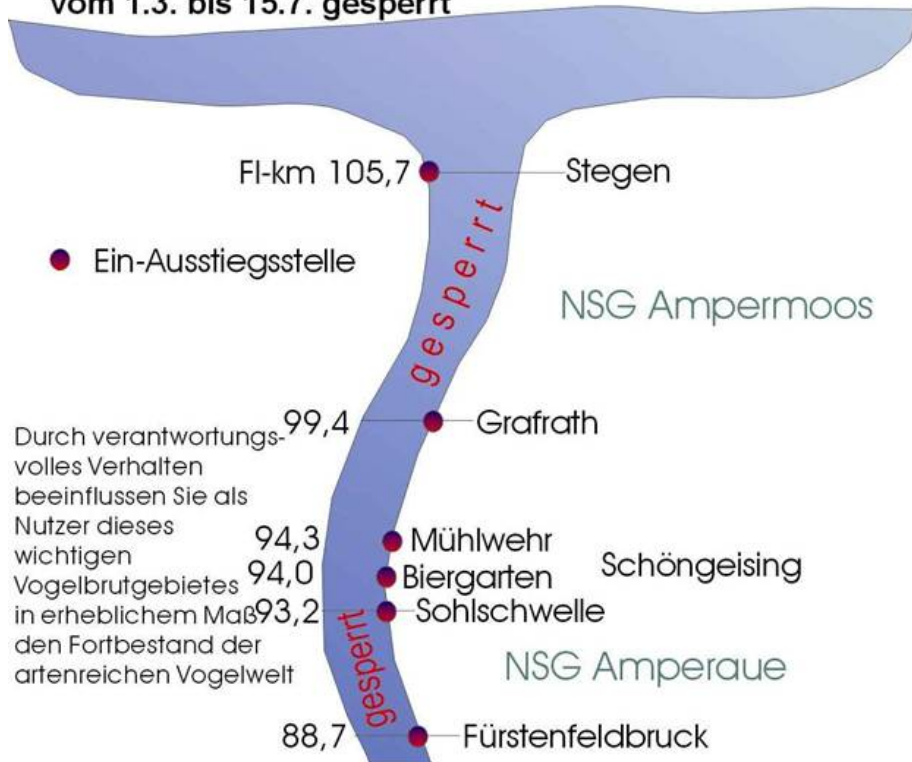 vom 1.3. bis 15.7. gesperrt
Fl-km 105,7 Stegen
gesperrt
Ein-Ausstiegsstelle
NSG Ampermoos
99,4 Grafrath
Durch verantwortungs-
volles Verhalten
beeinflussen Sie als
Nutzer dieses
wichtigen
Vogelbrutgebietes
in erheblichem Maß
den Fortbestand der
artenreichen Vogelwelt
94,3 Mühlwehr
94,0 Biergarten
Schöngeising
93,2 Sohlschwelle
gesperrt
NSG Amperaue
88,7 Fürstenfeldbruck